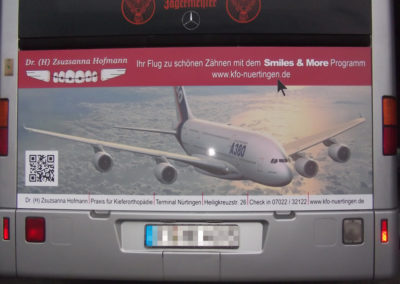 Jägermeister
Dr. (H) Zsuzsanna Hofmann
Ihr Flug zu schönen Zähnen mit dem Smiles & More Programm
www.kfo-nuertingen.de
A380
Dr. (H) Zsuzsanna Hofmann | Praxis für Kieferorthopädie | Terminal Nürtingen | Heiligkreuzstr. 26 | Check in 07022 / 32122 | www.kfo-nuertingen.de